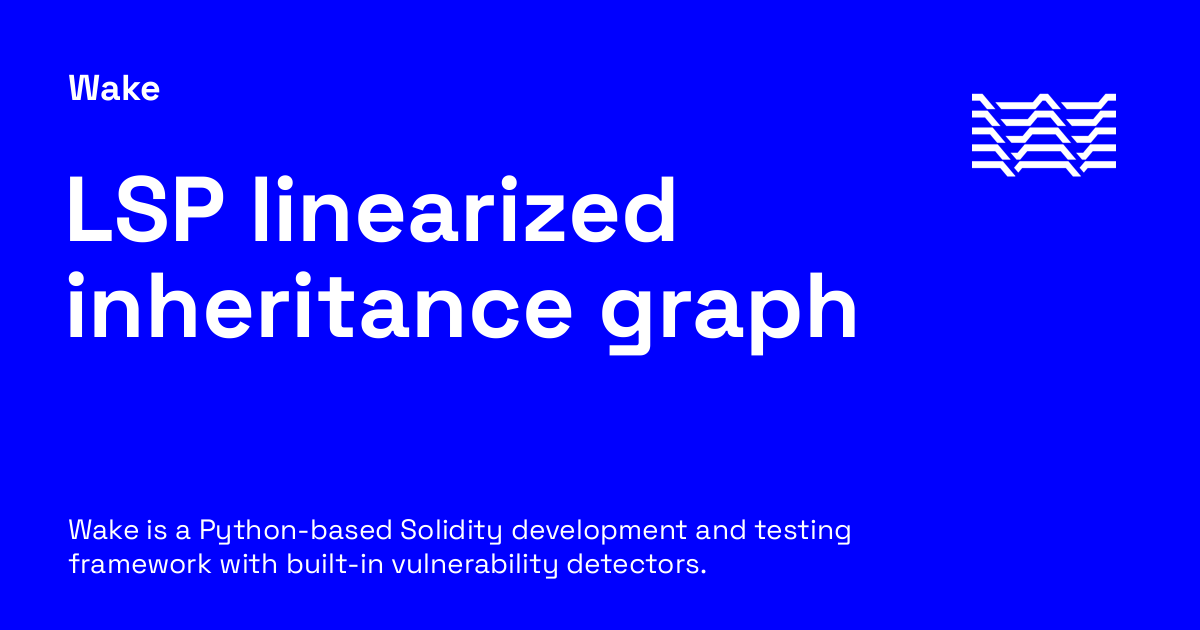 Wake
LSP linearized
inheritance graph
Wake is a Python-based Solidity development and testing
framework with built-in vulnerability detectors.